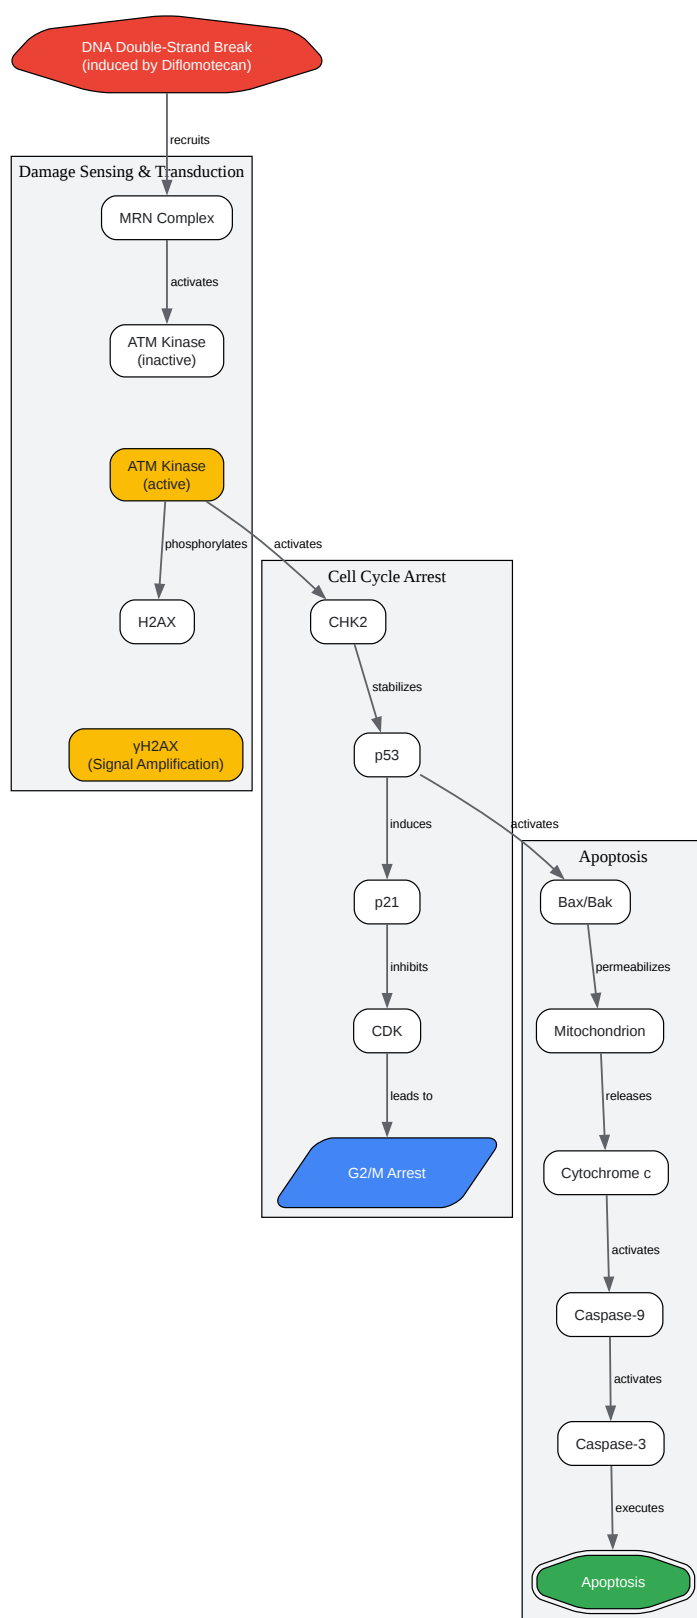 DNA Double-Strand Break
(induced by Diflomotecan)
recruits
Damage Sensing & Transduction
MRN Complex
activates
ATM Kinase
(inactive)
ATM Kinase
(active)
phosphorylates
activates
H2AX
γH2AX
(Signal Amplification)
Cell Cycle Arrest
CHK2
stabilizes
p53
induces
activates
p21
inhibits
CDK
leads to
G2/M Arrest
Apoptosis
Bax/Bak
permeabilizes
Mitochondrion
releases
Cytochrome c
activates
Caspase-9
activates
Caspase-3
executes
Apoptosis